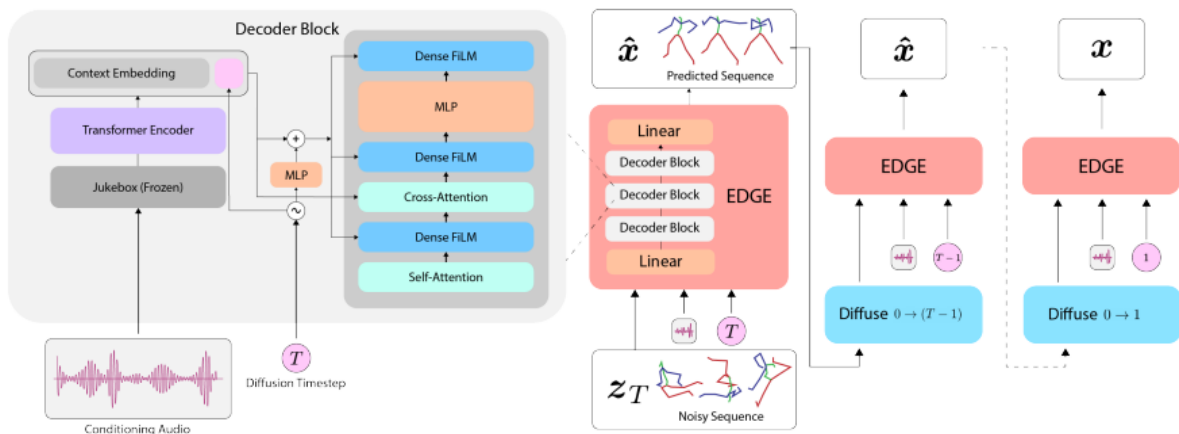 Decoder Block
Context Embedding
Transformer Encoder
Jukebox (Frozen)
Conditioning Audio
MLP
+
~
T
Diffusion Timestep
Dense FiLM
MLP
Dense FiLM
Cross-Attention
Dense FiLM
Self-Attention
x̂
Predicted Sequence
Linear
Decoder Block
Decoder Block
Decoder Block
Linear
EDGE
T
z_T
Noisy Sequence
x̂
EDGE
T−1
Diffuse 0 → (T − 1)
x
EDGE
1
Diffuse 0 → 1